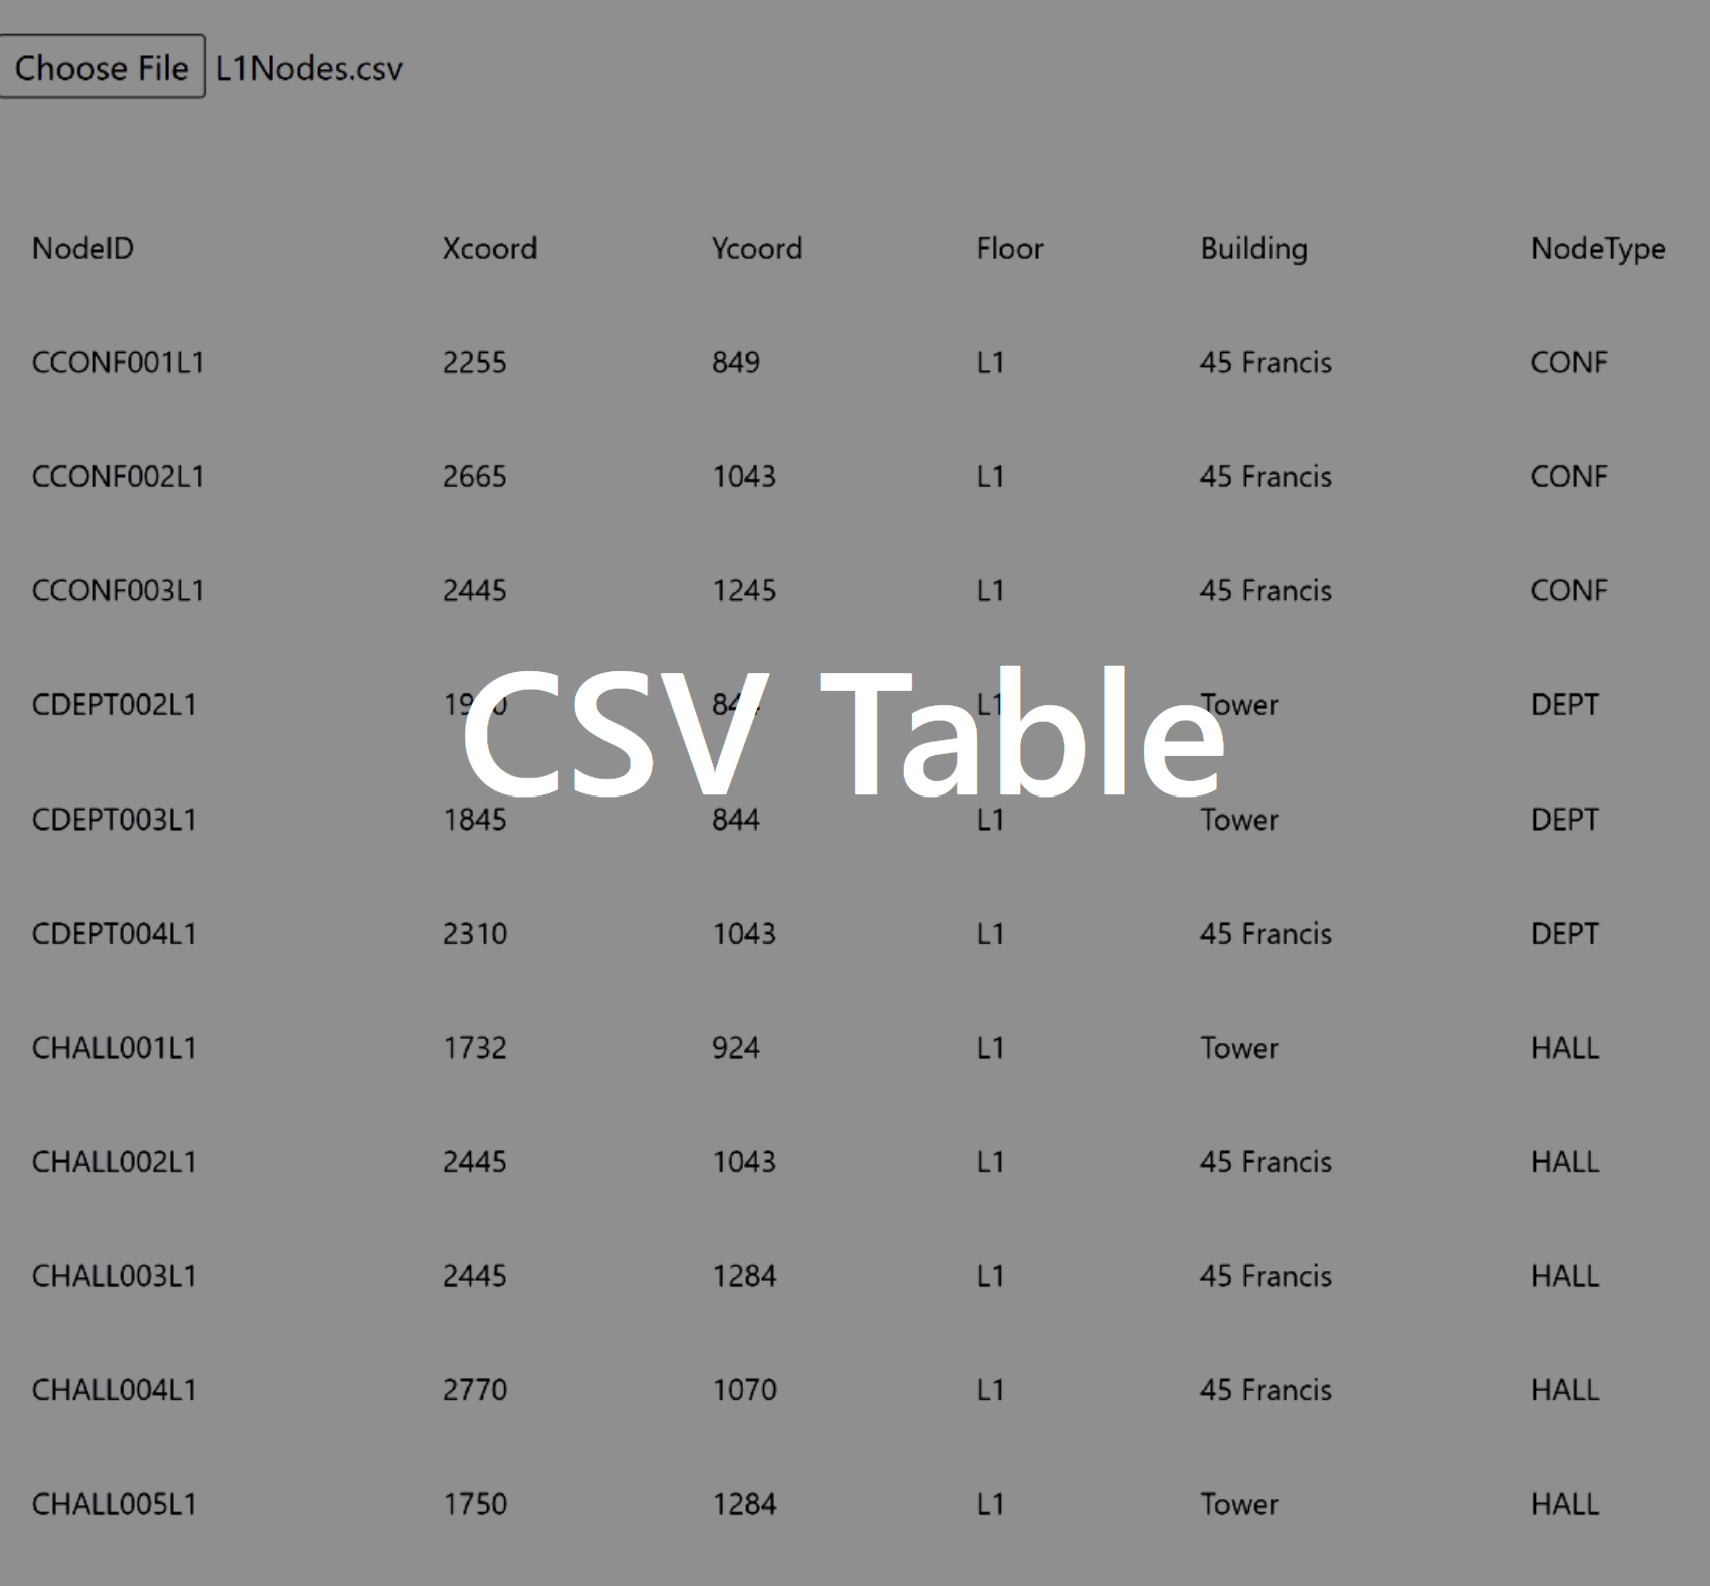 Choose File L1Nodes.csv
NodeID Xcoord Ycoord Floor Building NodeType
CCONF001L1 2255 849 L1 45 Francis CONF
CCONF002L1 2665 1043 L1 45 Francis CONF
CCONF003L1 2445 1245 L1 45 Francis CONF
CDEPT002L1 L1 Tower DEPT
CSV Table
CDEPT003L1 1845 844 L1 Tower DEPT
CDEPT004L1 2310 1043 L1 45 Francis DEPT
CHALL001L1 1732 924 L1 Tower HALL
CHALL002L1 2445 1043 L1 45 Francis HALL
CHALL003L1 2445 1284 L1 45 Francis HALL
CHALL004L1 2770 1070 L1 45 Francis HALL
CHALL005L1 1750 1284 L1 Tower HALL